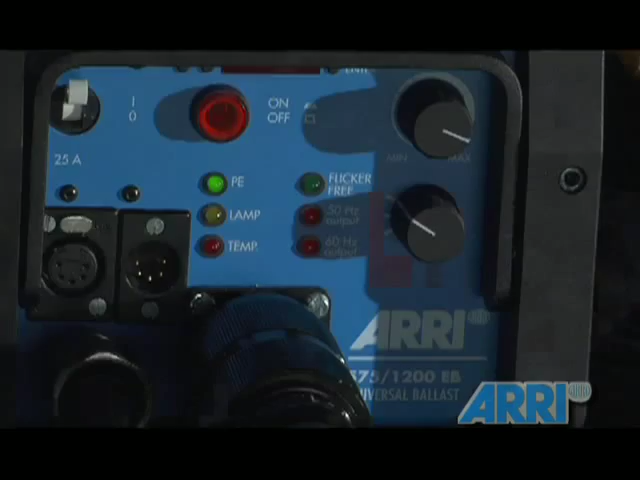 I
0
ON
OFF
MIN
MAX
25 A
PE
FLICKER
FREE
LAMP
50 Hz
output
TEMP.
60 Hz
output
ARRI
575/1200 EB
UNIVERSAL BALLAST
ARRI